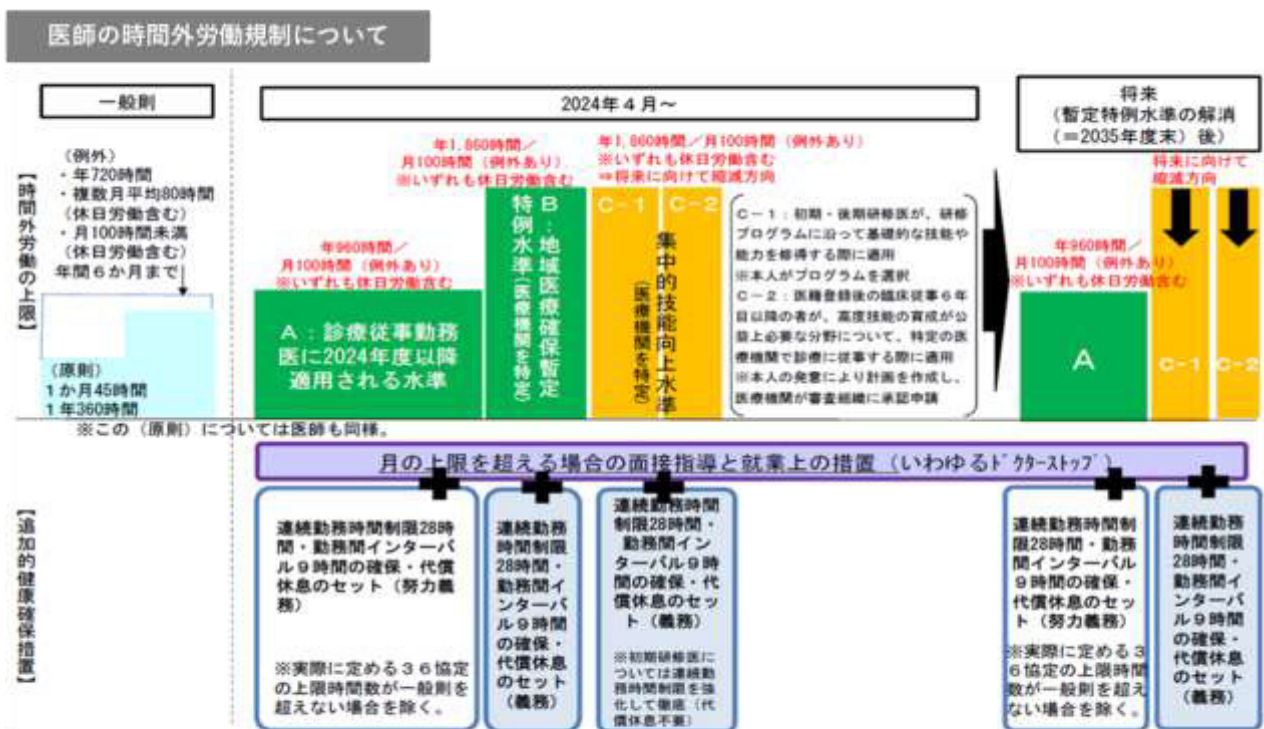 医師の時間外労働規制について
一般則
2024年４月～
将来
（暫定特例水準の解消
（＝2035年度末）後）
【時間外労働の上限】
（例外）
・年720時間
・複数月平均80時間
（休日労働含む）
・月100時間未満
（休日労働含む）
年間６か月まで
（原則）
１か月45時間
１年360時間
※この（原則）については医師も同様。
年960時間／
月100時間（例外あり）
※いずれも休日労働含む
A：診療従事勤務
医に2024年度以降
適用される水準
年1,860時間／
月100時間（例外あり）
※いずれも休日労働含む
B：地域医療確保暫定
特例水準（医療機関を特定）
年1,860時間／月100時間（例外あり）
※いずれも休日労働含む
⇒将来に向けて縮減方向
C-1
C-2
集中的技能向上水準
（医療機関を特定）
C－1：初期・後期研修医が、研修
プログラムに沿って基礎的な技能や
能力を修得する際に適用
※本人がプログラムを選択
C－2：医籍登録後の臨床従事６年
目以降の者が、高度技能の育成が公
益上必要な分野について、特定の医
療機関で診療に従事する際に適用
※本人の発意により計画を作成し、
医療機関が審査組織に承認申請
年960時間／
月100時間（例外あり）
※いずれも休日労働含む
A
将来に向けて
縮減方向
C-1
C-2
【追加的健康確保措置】
月の上限を超える場合の面接指導と就業上の措置（いわゆるﾄﾞｸﾀｰｽﾄｯﾌﾟ）
連続勤務時間制限28時
間・勤務間インターバ
ル９時間の確保・代償
休息のセット（努力義
務）
※実際に定める３６協定
の上限時間数が一般則を
超えない場合を除く。
連続勤務
時間制限
28時間・
勤務間イ
ンターバ
ル９時間
の確保・
代償休息
のセット
（義務）
連続勤務時間
制限28時間・
勤務間イン
ターバル９時
間の確保・代
償休息のセッ
ト（義務）
※初期研修医に
ついては連続勤
務時間制限を強
化して徹底（代
償休息不要）
連続勤務時間制
限28時間・勤務
間インターバル
９時間の確保・
代償休息のセッ
ト（努力義務）
※実際に定める３
６協定の上限時間
数が一般則を超え
ない場合を除く。
連続勤務
時間制限
28時間・
勤務間イ
ンターバ
ル９時間
の確保・
代償休息
のセット
（義務）